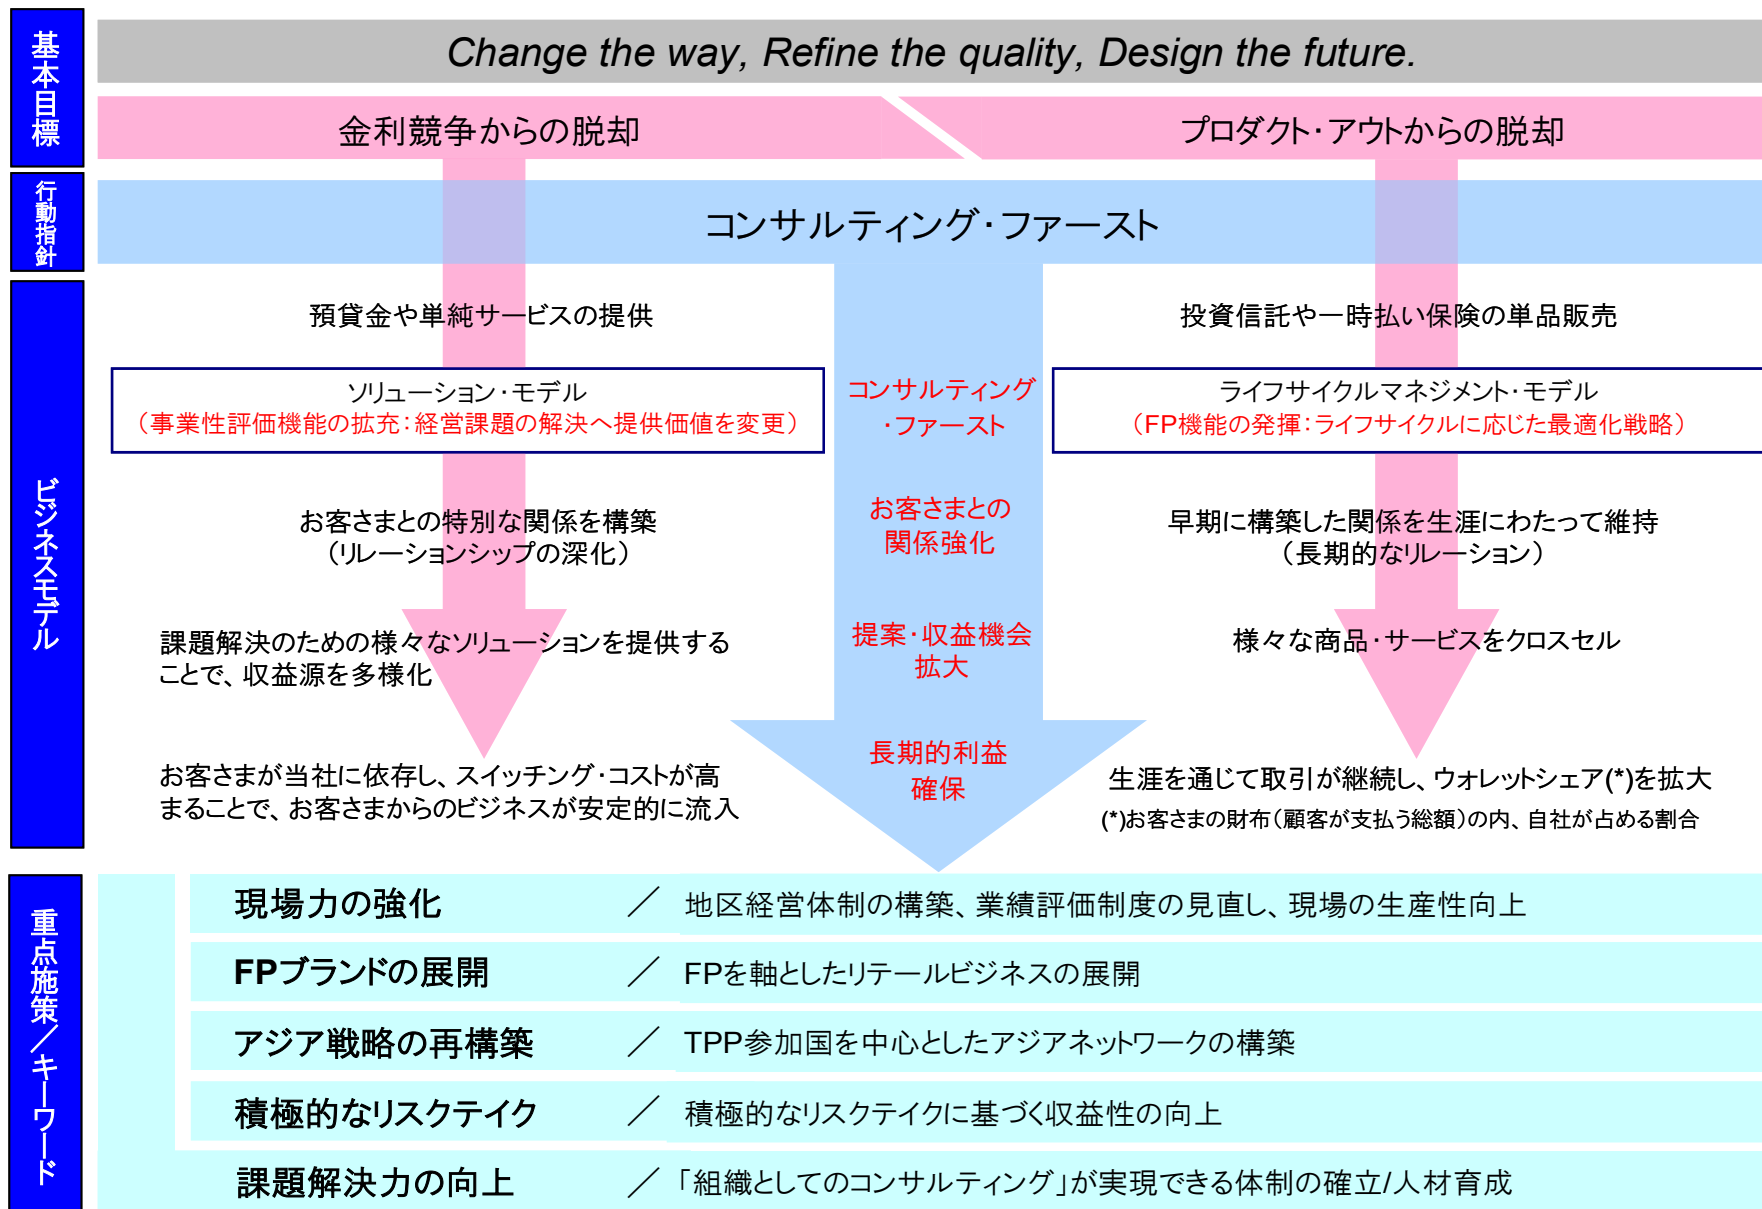 基本目標
Change the way, Refine the quality, Design the future.
金利競争からの脱却
プロダクト・アウトからの脱却
行動指針
コンサルティング・ファースト
ビジネスモデル
預貸金や単純サービスの提供
ソリューション・モデル
（事業性評価機能の拡充：経営課題の解決へ提供価値を変更）
お客さまとの特別な関係を構築
（リレーションシップの深化）
課題解決のための様々なソリューションを提供する
ことで、収益源を多様化
お客さまが当社に依存し、スイッチング・コストが高
まることで、お客さまからのビジネスが安定的に流入
コンサルティング
・ファースト
お客さまとの
関係強化
提案・収益機会
拡大
長期的利益
確保
投資信託や一時払い保険の単品販売
ライフサイクルマネジメント・モデル
（FP機能の発揮：ライフサイクルに応じた最適化戦略）
早期に構築した関係を生涯にわたって維持
（長期的なリレーション）
様々な商品・サービスをクロスセル
生涯を通じて取引が継続し、ウォレットシェア(*)を拡大
(*)お客さまの財布（顧客が支払う総額）の内、自社が占める割合
重点施策／キーワード
現場力の強化 ／ 地区経営体制の構築、業績評価制度の見直し、現場の生産性向上
FPブランドの展開 ／ FPを軸としたリテールビジネスの展開
アジア戦略の再構築 ／ TPP参加国を中心としたアジアネットワークの構築
積極的なリスクテイク ／ 積極的なリスクテイクに基づく収益性の向上
課題解決力の向上 ／ 「組織としてのコンサルティング」が実現できる体制の確立/人材育成